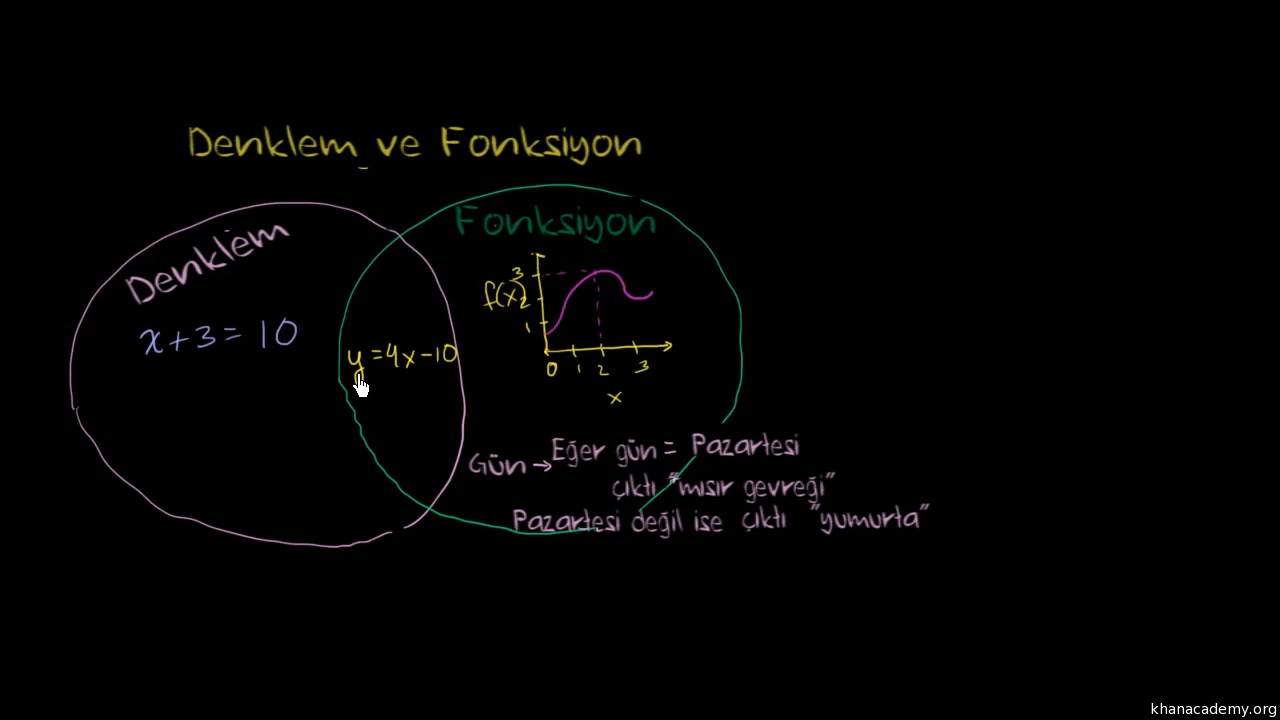 Denklem ve Fonksiyon
Denklem
Fonksiyon
x+3=10
y=4x-10
f(x)
3
2
1
0 1 2 3
x
Gün → Eğer gün = Pazartesi
çıktı "mısır gevreği"
Pazartesi değil ise çıktı "yumurta"
khanacademy.org